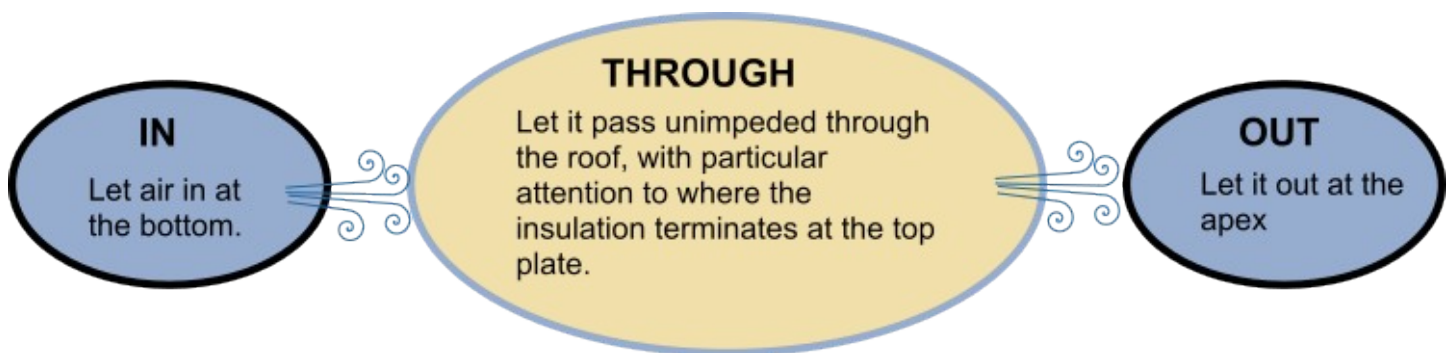 IN
Let air in at
the bottom.
THROUGH
Let it pass unimpeded through
the roof, with particular
attention to where the
insulation terminates at the top
plate.
OUT
Let it out at the
apex